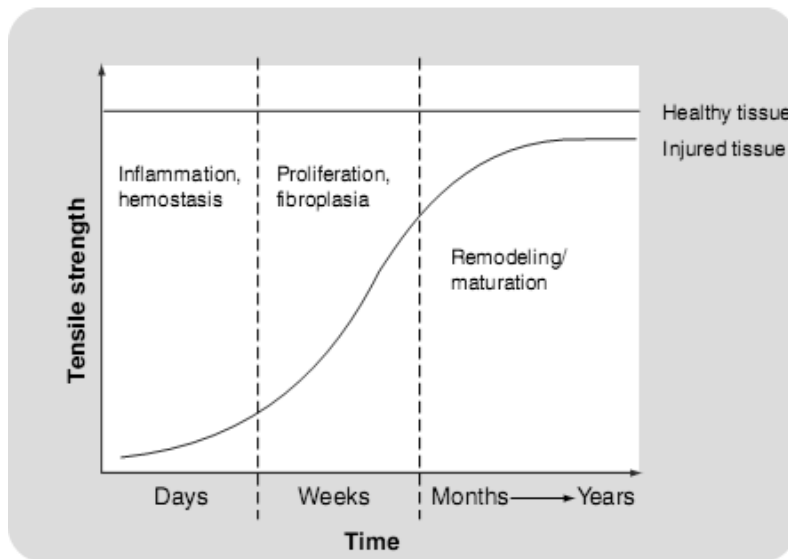 Healthy tissue
Injured tissue
Inflammation,
hemostasis
Proliferation,
fibroplasia
Remodeling/
maturation
Tensile strength
Days
Weeks
Months
Years
Time